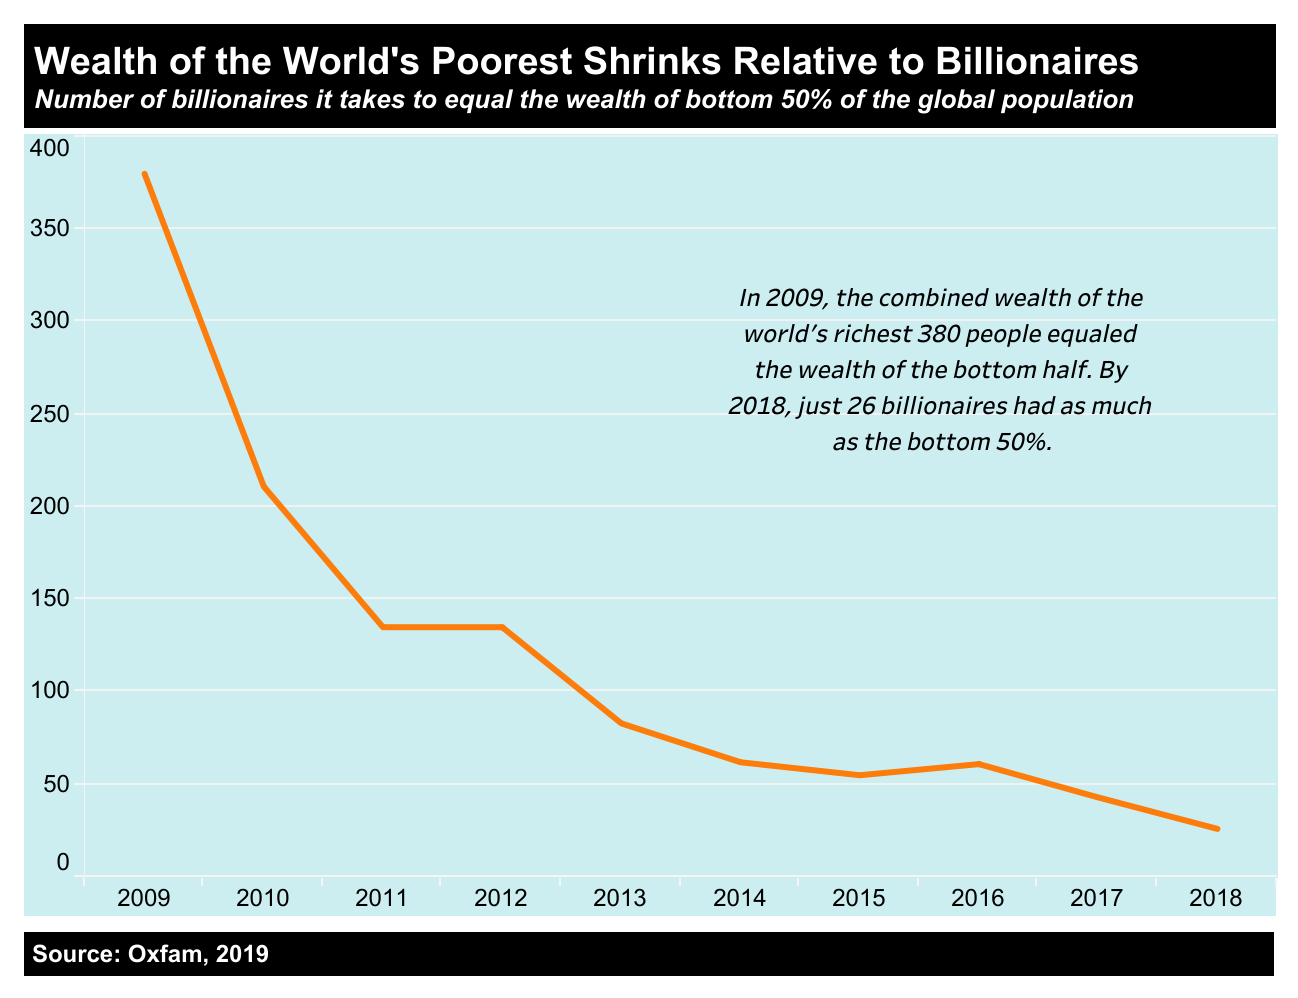 Wealth of the World's Poorest Shrinks Relative to Billionaires
Number of billionaires it takes to equal the wealth of bottom 50% of the global population
400
350
300
250
200
150
100
50
0
In 2009, the combined wealth of the
world's richest 380 people equaled
the wealth of the bottom half. By
2018, just 26 billionaires had as much
as the bottom 50%.
2009 2010 2011 2012 2013 2014 2015 2016 2017 2018
Source: Oxfam, 2019